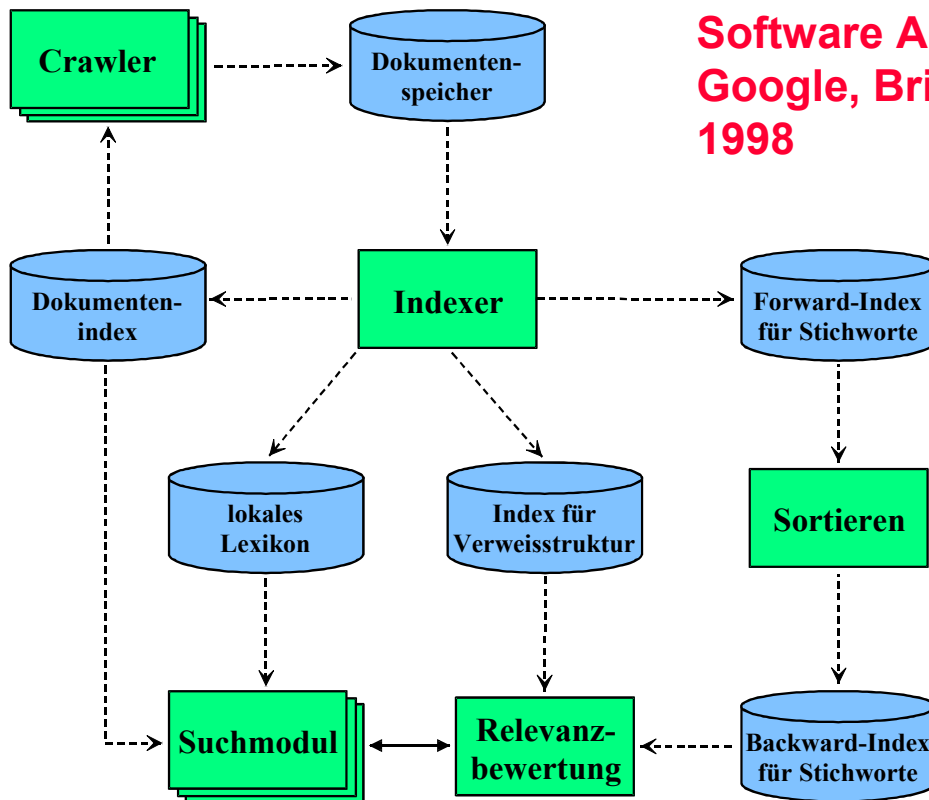 Software A
Google, Bri
1998
Crawler
Dokumenten-
speicher
Dokumenten-
index
Indexer
Forward-Index
für Stichworte
lokales
Lexikon
Index für
Verweisstruktur
Sortieren
Suchmodul
Relevanz-
bewertung
Backward-Index
für Stichworte